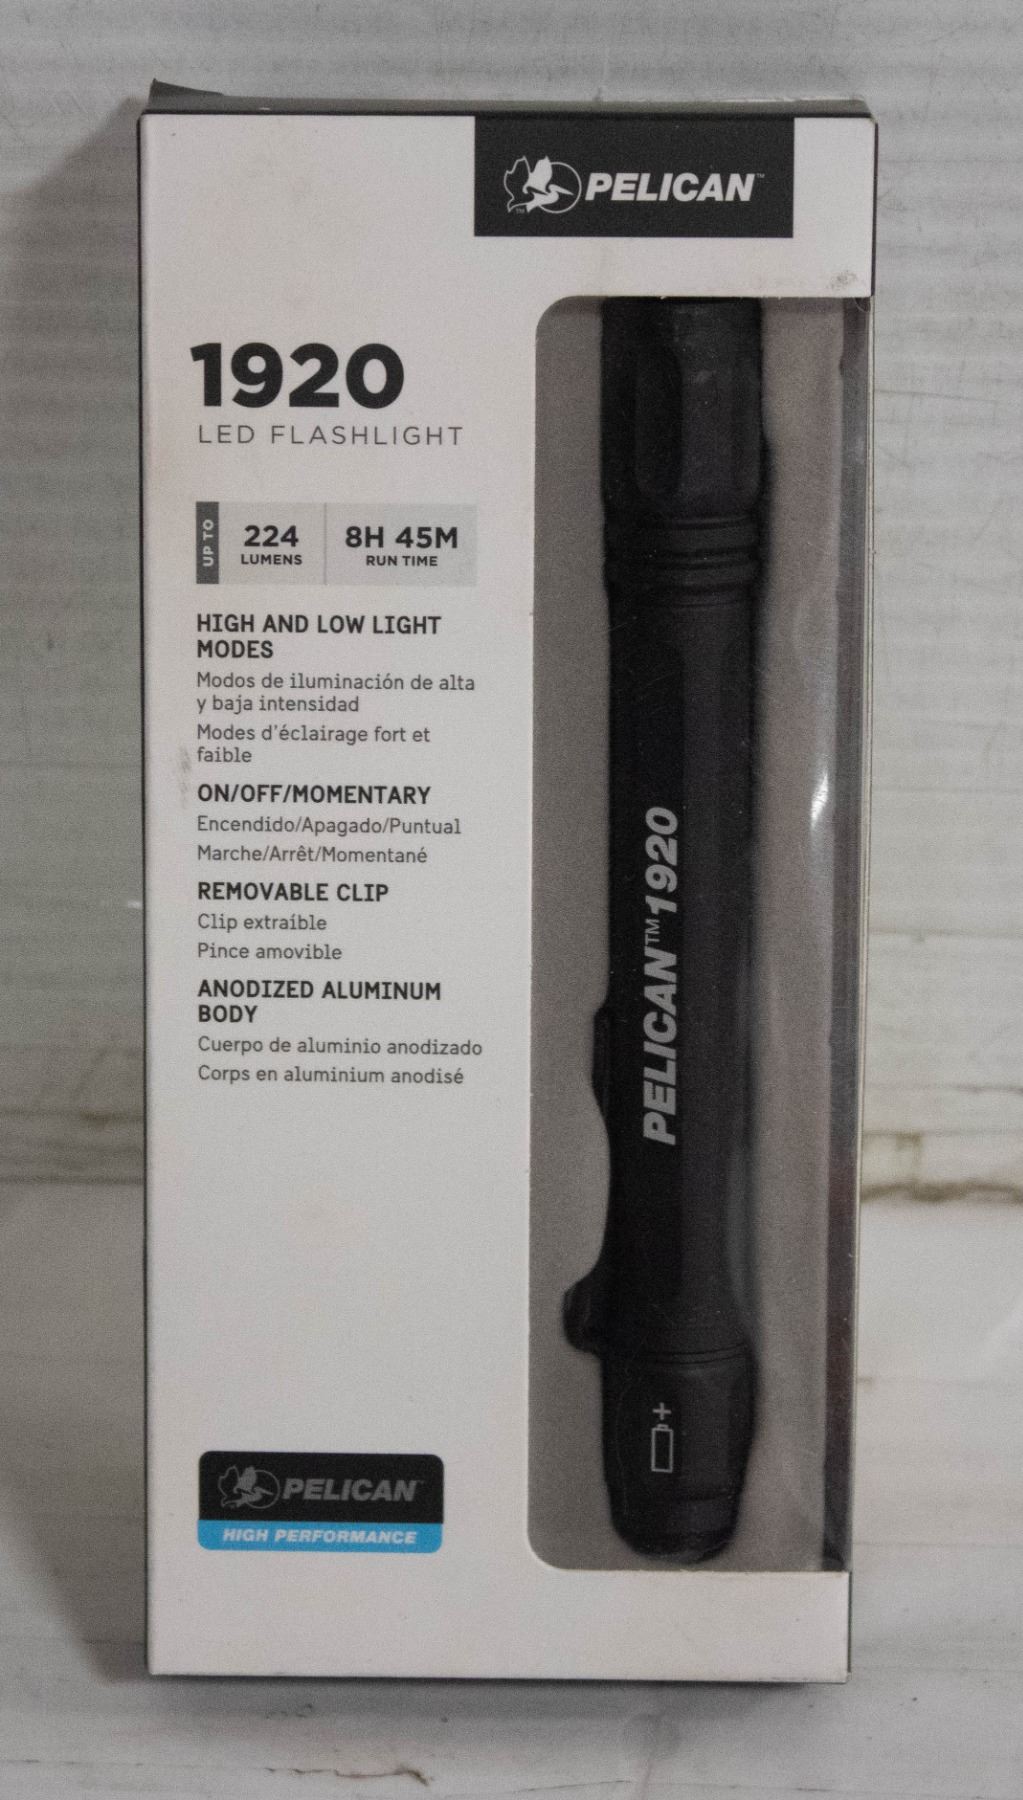 PELICAN™
1920
LED FLASHLIGHT
UP TO
224
LUMENS
8H 45M
RUN TIME
HIGH AND LOW LIGHT
MODES
Modos de iluminación de alta
y baja intensidad
Modes d'éclairage fort et
faible
ON/OFF/MOMENTARY
Encendido/Apagado/Puntual
Marche/Arrêt/Momentané
REMOVABLE CLIP
Clip extraíble
Pince amovible
ANODIZED ALUMINUM
BODY
Cuerpo de aluminio anodizado
Corps en aluminium anodisé
PELICAN™ 1920
+
PELICAN™
HIGH PERFORMANCE